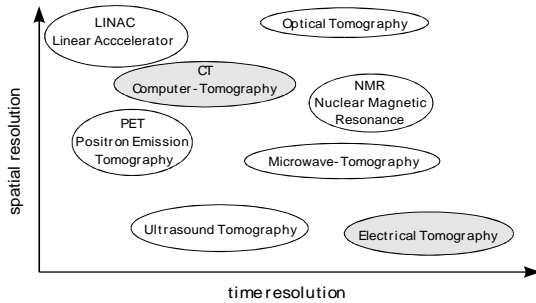 LINAC
Linear Acccelerator
Optical Tomography
CT
Computer-Tomography
NMR
Nuclear Magnetic
Resonance
PET
Positron Emission
Tomography
Microwave-Tomography
Ultrasound Tomography
Electrical Tomography
spatial resolution
time resolution